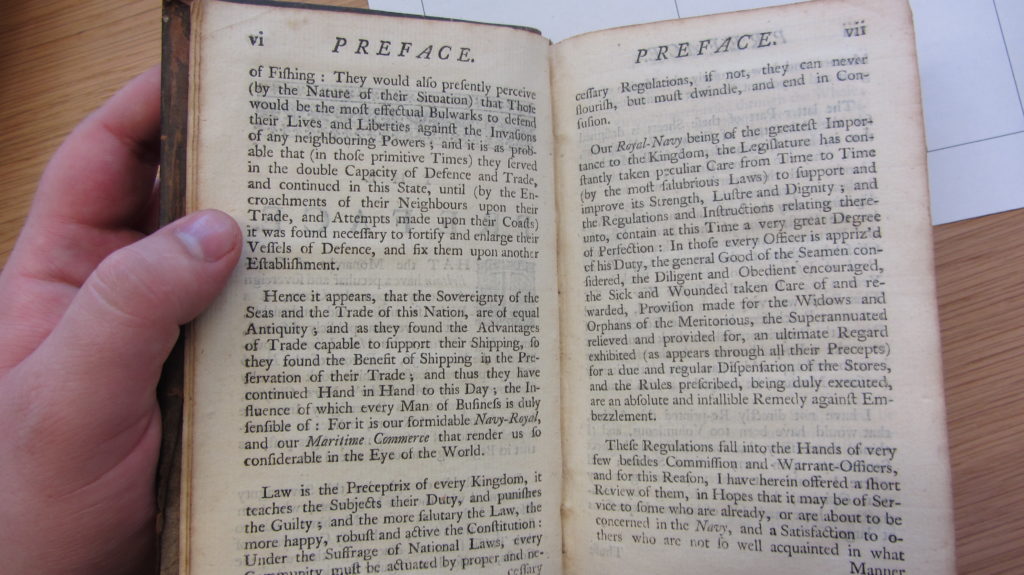 vi
PREFACE.
of Fiſhing : They would alſo preſently perceive
(by the Nature of their Situation) that Thoſe
would be the moſt effectual Bulwarks to defend
their Lives and Liberties againſt the Invaſions
of any neighbouring Powers ; and it is as prob-
able that (in thoſe primitive Times) they ſerved
in the double Capacity of Defence and Trade,
and continued in this State, until (by the En-
croachments of their Neighbours upon their
Trade, and Attempts made upon their Coaſts)
it was found neceſſary to fortify and enlarge their
Veſſels of Defence, and fix them upon another
Eſtabliſhment.
Hence it appears, that the Sovereignty of the
Seas and the Trade of this Nation, are of equal
Antiquity ; and as they found the Advantages
of Trade capable to ſupport their Shipping, ſo
they found the Benefit of Shipping in the Pre-
ſervation of their Trade ; and thus they have
continued Hand in Hand to this Day ; the In-
fluence of which every Man of Buſineſs is duly
ſenſible of : For it is our formidable Navy-Royal,
and our Maritime Commerce that render us ſo
conſiderable in the Eye of the World.
Law is the Preceptrix of every Kingdom, it
teaches the Subjects their Duty, and puniſhes
the Guilty ; and the more ſalutary the Law, the
more happy, robuſt and active the Conſtitution :
Under the Suffrage of National Laws, every
Community muſt be actuated by proper and ne-
ceſſary
PREFACE.
vii
ceſſary Regulations, if not, they can never
flouriſh, but muſt dwindle, and end in Con-
fuſion.
Our Royal-Navy being of the greateſt Impor-
tance to the Kingdom, the Legiſlature has con-
ſtantly taken peculiar Care from Time to Time
(by the moſt ſalubrious Laws) to ſupport and
improve its Strength, Luſtre and Dignity ; and
the Regulations and Inſtructions relating there-
unto, contain at this Time a very great Degree
of Perfection : In thoſe every Officer is appriz'd
of his Duty, the general Good of the Seamen con-
ſidered, the Diligent and Obedient encouraged,
the Sick and Wounded taken Care of and re-
warded, Proviſion made for the Widows and
Orphans of the Meritorious, the Superannuated
relieved and provided for, an ultimate Regard
exhibited (as appears through all their Precepts)
for a due and regular Diſpenſation of the Stores,
and the Rules preſcribed, being duly executed,
are an abſolute and infallible Remedy againſt Em-
bezzlement.
Theſe Regulations fall into the Hands of very
few beſides Commiſſion and Warrant-Officers,
and for this Reaſon, I have herein offered a ſhort
Review of them, in Hopes that it may be of Ser-
vice to ſome who are already, or are about to be
concerned in the Navy, and a Satisfaction to o-
thers who are not ſo well acquainted in what
Manner